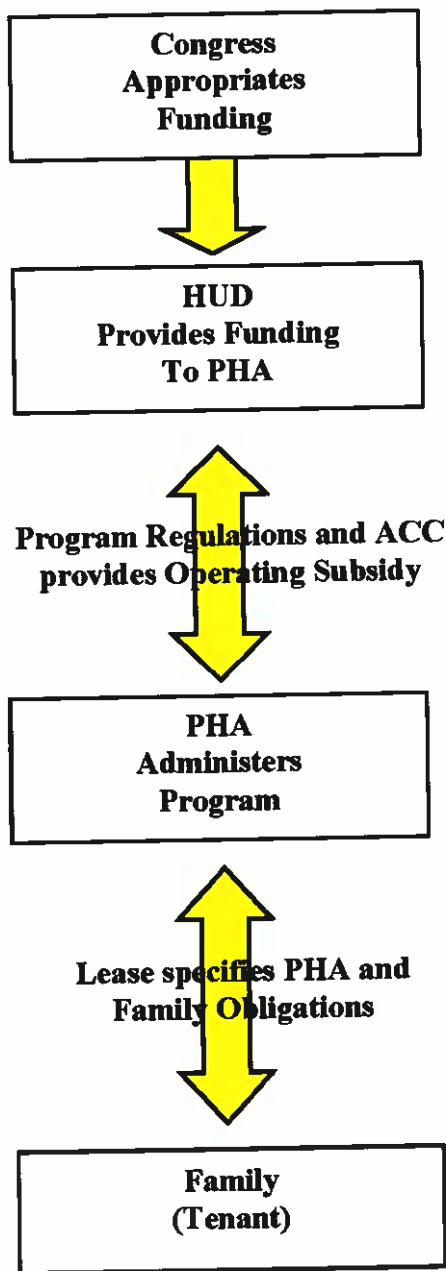 Congress
Appropriates
Funding
HUD
Provides Funding
To PHA
Program Regulations and ACC
provides Operating Subsidy
PHA
Administers
Program
Lease specifies PHA and
Family Obligations
Family
(Tenant)